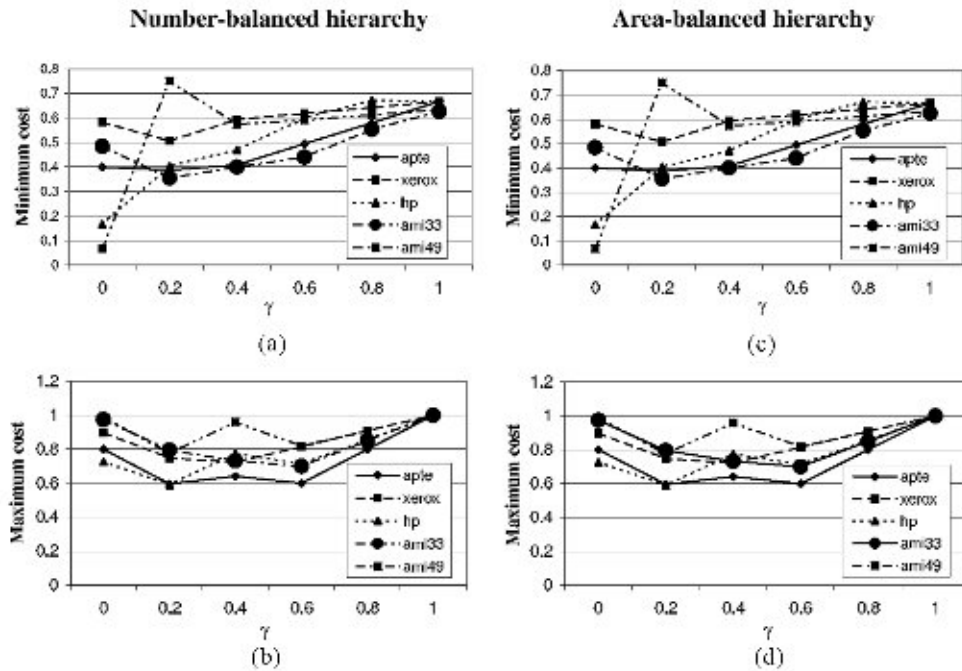 Number-balanced hierarchy
Area-balanced hierarchy
Minimum cost
0.8
0.7
0.6
0.5
0.4
0.3
0.2
0.1
0
0 0.2 0.4 0.6 0.8 1
γ
apte
xerox
hp
ami33
ami49
(a)
Minimum cost
0.8
0.7
0.6
0.5
0.4
0.3
0.2
0.1
0
0 0.2 0.4 0.6 0.8 1
γ
apte
xerox
hp
ami33
ami49
(c)
Maximum cost
1.2
1
0.8
0.6
0.4
0.2
0
0 0.2 0.4 0.6 0.8 1
γ
apte
xerox
hp
ami33
ami49
(b)
Maximum cost
1.2
1
0.8
0.6
0.4
0.2
0
0 0.2 0.4 0.6 0.8 1
γ
apte
xerox
hp
ami33
ami49
(d)